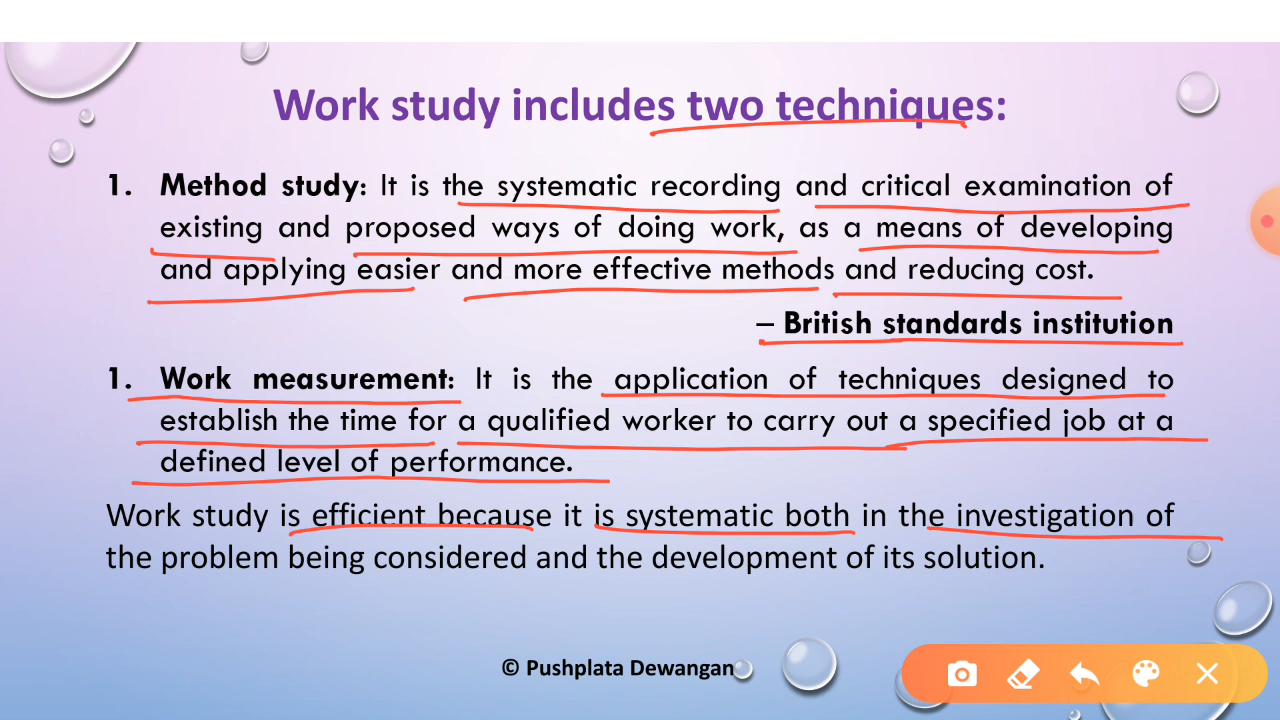 Work study includes two techniques:
1. Method study: It is the systematic recording and critical examination of
existing and proposed ways of doing work, as a means of developing
and applying easier and more effective methods and reducing cost.
– British standards institution
1. Work measurement: It is the application of techniques designed to
establish the time for a qualified worker to carry out a specified job at a
defined level of performance.
Work study is efficient because it is systematic both in the investigation of
the problem being considered and the development of its solution.
© Pushplata Dewangan